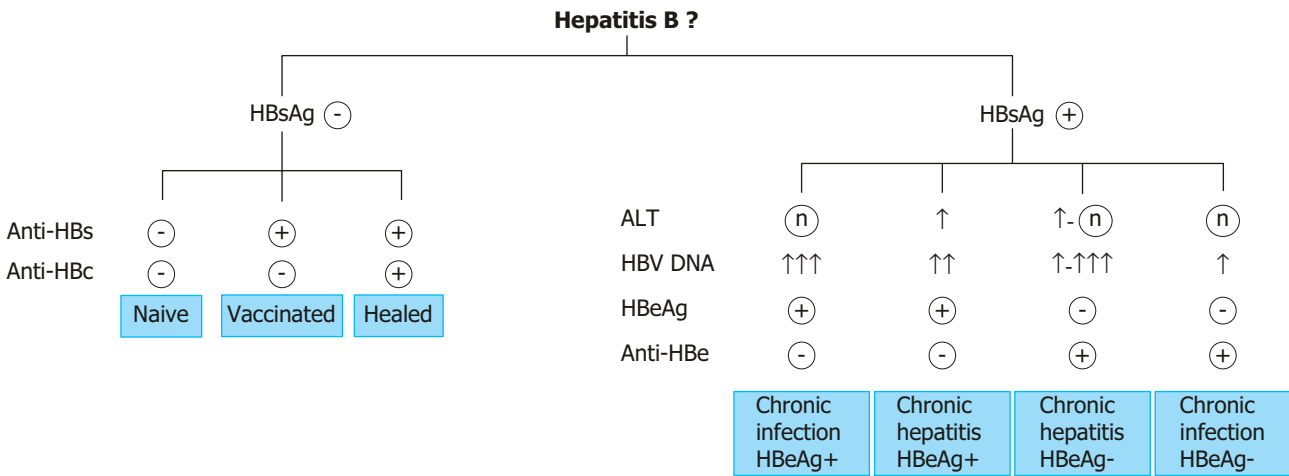 Hepatitis B ?
HBsAg -
HBsAg +
Anti-HBs - + +
Anti-HBc - - +
Naive Vaccinated Healed
ALT n ↑ ↑- n n
HBV DNA ↑↑↑ ↑↑ ↑-↑↑↑ ↑
HBeAg + + - -
Anti-HBe - - + +
Chronic infection HBeAg+
Chronic hepatitis HBeAg+
Chronic hepatitis HBeAg-
Chronic infection HBeAg-